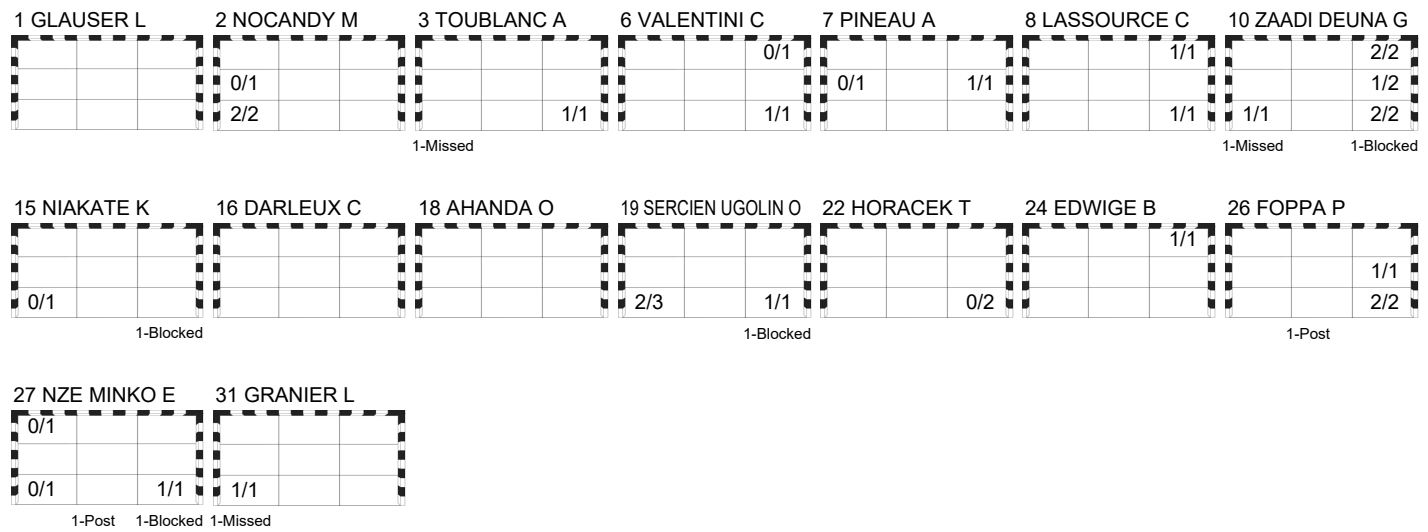 1 GLAUSER L 2 NOCANDY M 3 TOUBLANC A 6 VALENTINI C 7 PINEAU A 8 LASSOURCE C 10 ZAADI DEUNA G
0/1 1/1 2/2
0/1 0/1 1/1 1/2
2/2 1/1 1/1 1/1 1/1 2/2
1-Missed 1-Missed 1-Blocked
15 NIAKATE K 16 DARLEUX C 18 AHANDA O 19 SERCIEN UGOLIN O 22 HORACEK T 24 EDWIGE B 26 FOPPA P
1/1
1/1
0/1 2/3 1/1 0/2 2/2
1-Blocked 1-Blocked 1-Post
27 NZE MINKO E 31 GRANIER L
0/1
0/1 1/1 1/1
1-Post 1-Blocked 1-Missed